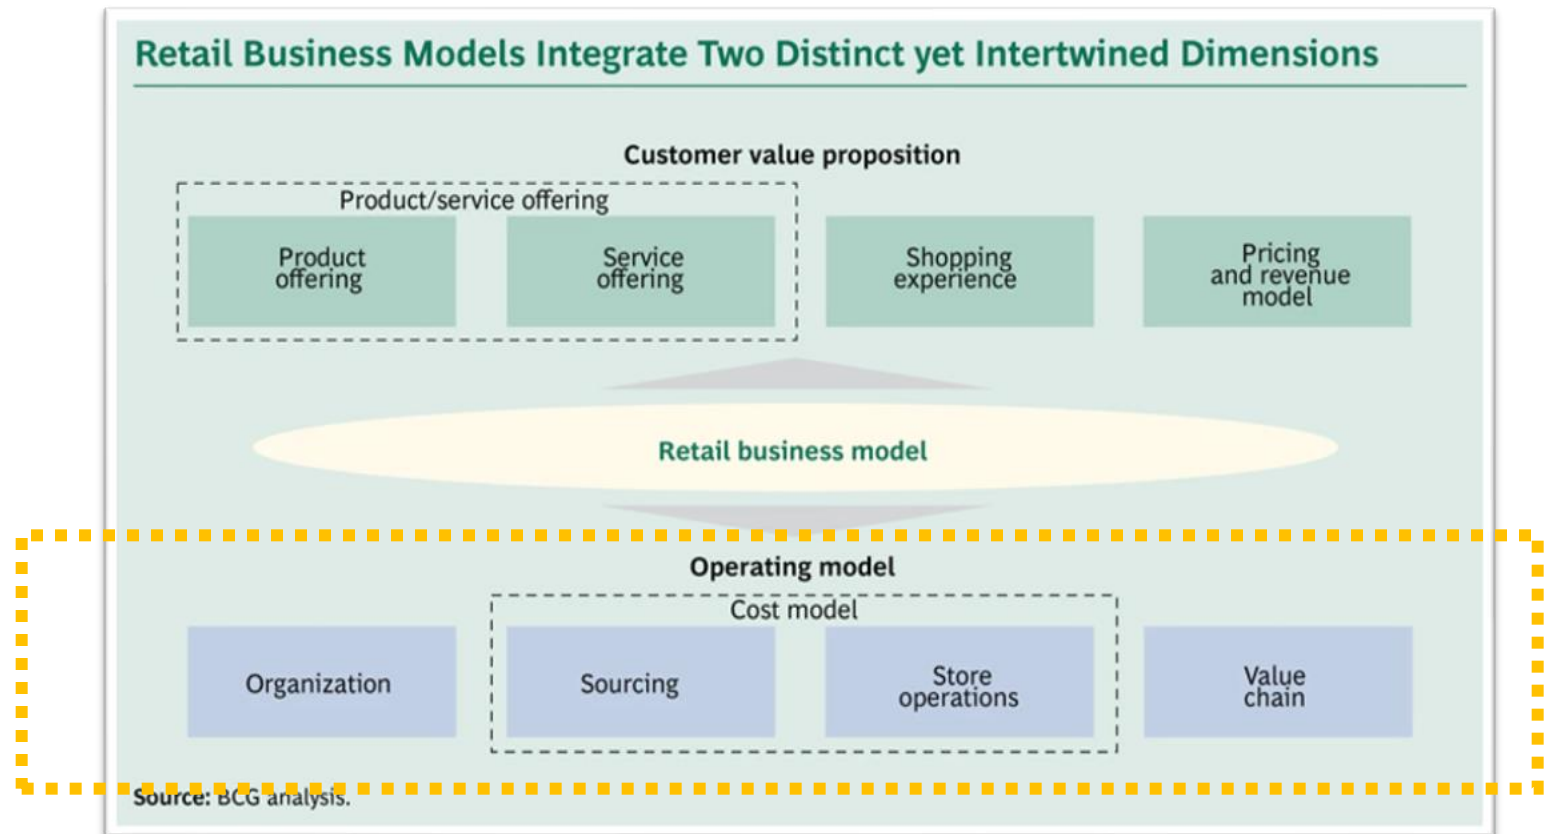 Retail Business Models Integrate Two Distinct yet Intertwined Dimensions
Customer value proposition
Product/service offering
Product
offering
Service
offering
Shopping
experience
Pricing
and revenue
model
Retail business model
Operating model
Cost model
Organization
Sourcing
Store
operations
Value
chain
Source: BCG analysis.